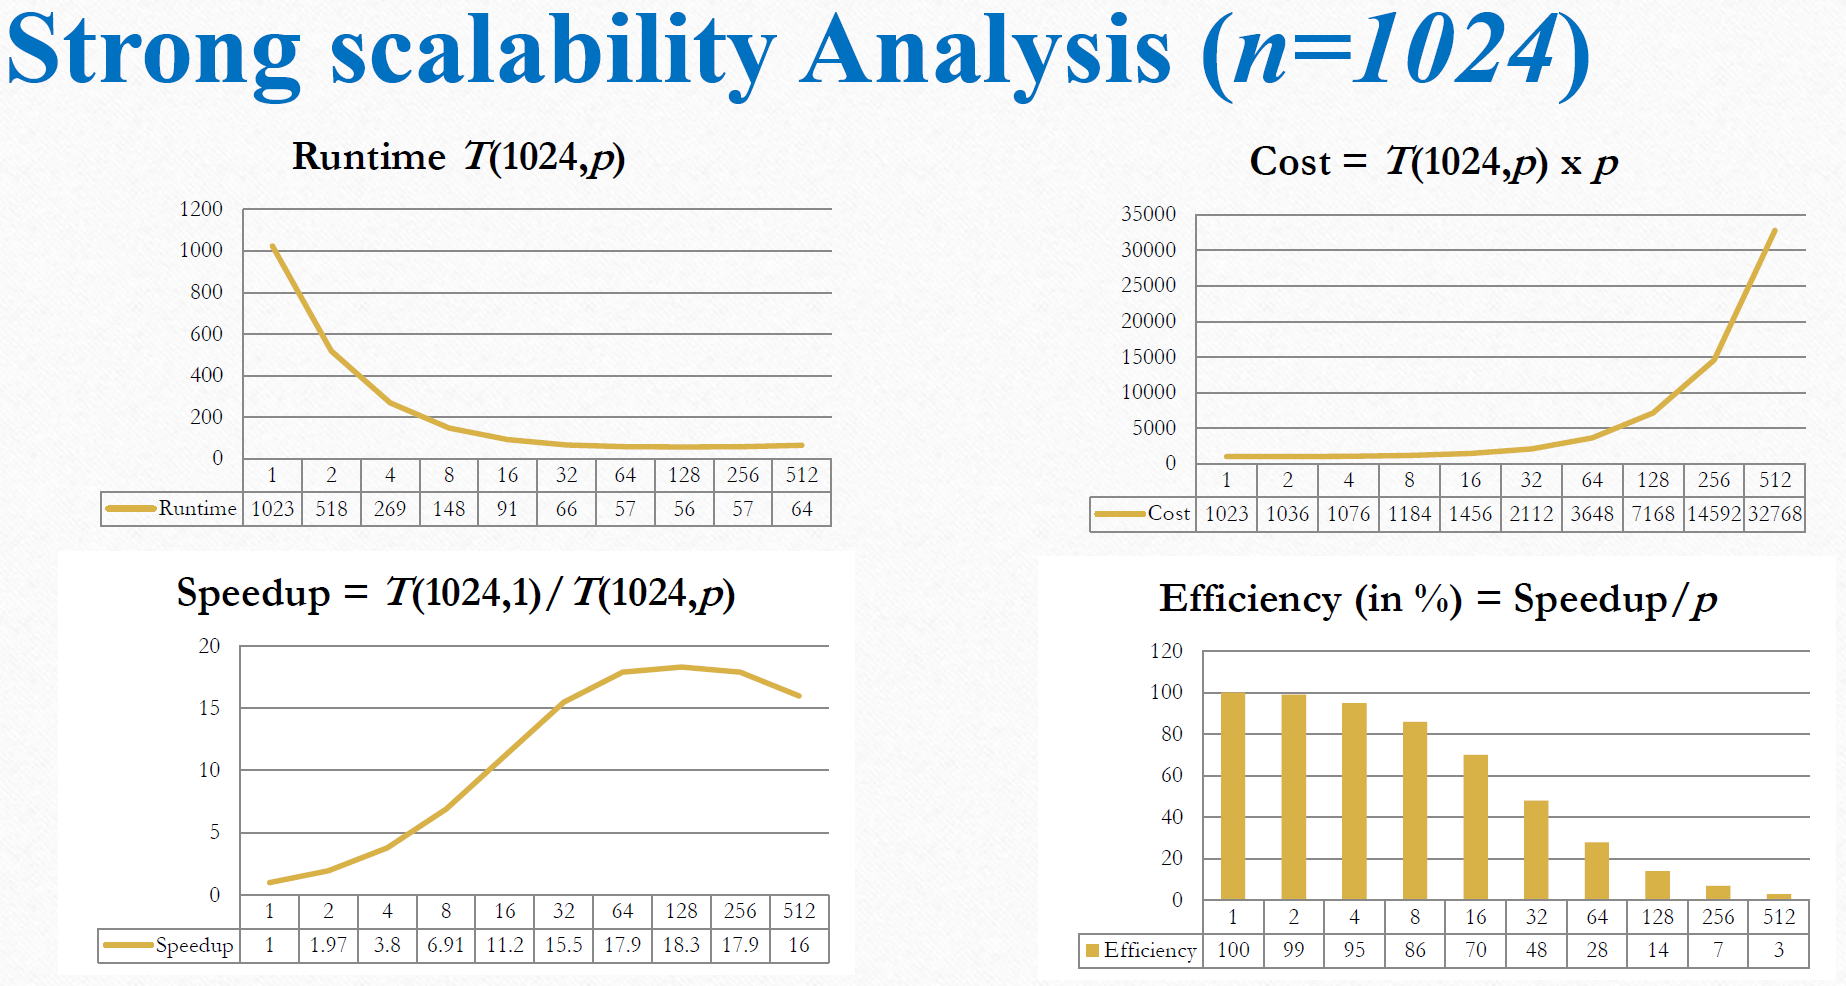 Strong scalability Analysis (n=1024)
Runtime T(1024,p)
1200
1000
800
600
400
200
0
1 2 4 8 16 32 64 128 256 512
Runtime 1023 518 269 148 91 66 57 56 57 64
Cost = T(1024,p) x p
35000
30000
25000
20000
15000
10000
5000
0
1 2 4 8 16 32 64 128 256 512
Cost 1023 1036 1076 1184 1456 2112 3648 7168 14592 32768
Speedup = T(1024,1)/T(1024,p)
20
15
10
5
0
1 2 4 8 16 32 64 128 256 512
Speedup 1 1.97 3.8 6.91 11.2 15.5 17.9 18.3 17.9 16
Efficiency (in %) = Speedup/p
120
100
80
60
40
20
0
1 2 4 8 16 32 64 128 256 512
Efficiency 100 99 95 86 70 48 28 14 7 3